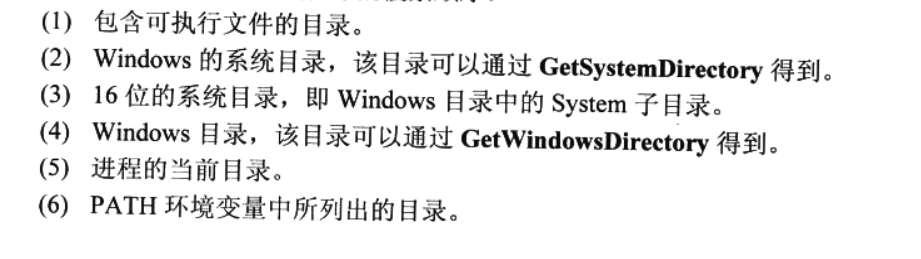 (1) 包含可执行文件的目录。
(2) Windows 的系统目录，该目录可以通过 GetSystemDirectory 得到。
(3) 16 位的系统目录，即 Windows 目录中的 System 子目录。
(4) Windows 目录，该目录可以通过 GetWindowsDirectory 得到。
(5) 进程的当前目录。
(6) PATH 环境变量中所列出的目录。